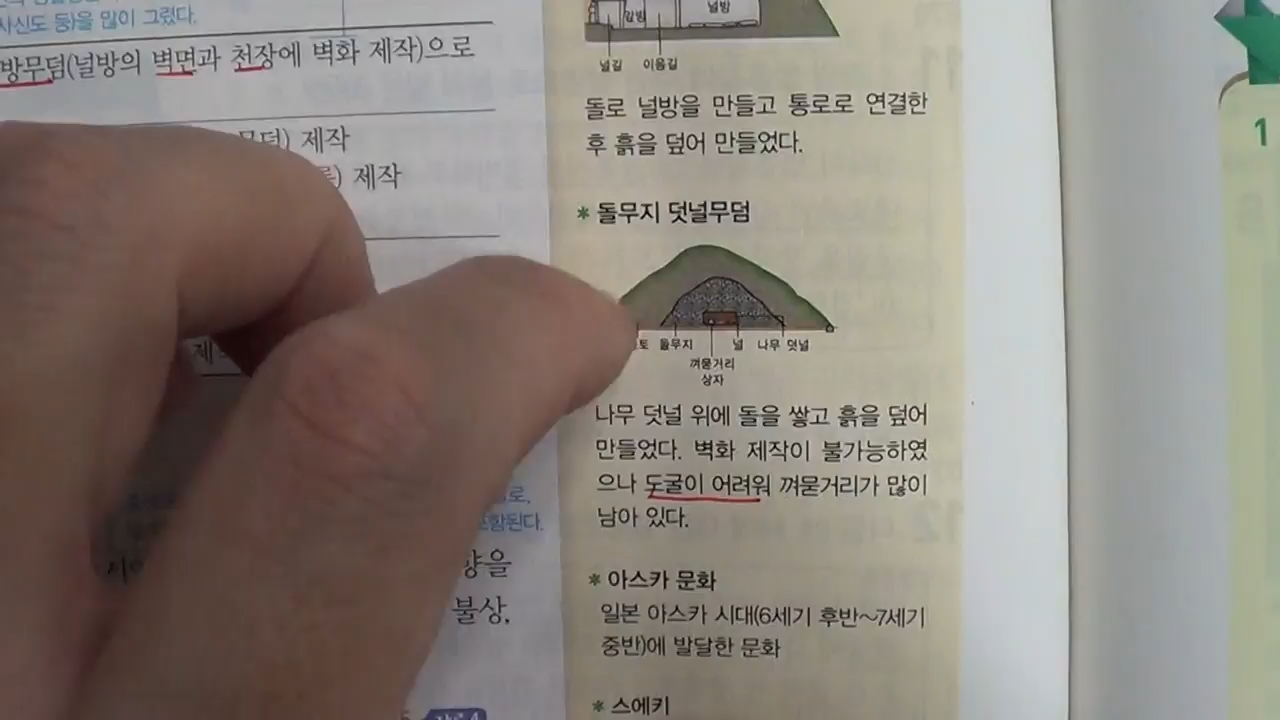 사신도 등)을 많이 그렸다.
방무덤(널방의 벽면과 천장에 벽화 제작)으로
제작
제작
향을
불상,
함된다.
널방
널길 이음길
돌로 널방을 만들고 통로로 연결한
후 흙을 덮어 만들었다.
* 돌무지 덧널무덤
돌무지 널 나무 덧널
껴묻거리
상자
나무 덧널 위에 돌을 쌓고 흙을 덮어
만들었다. 벽화 제작이 불가능하였
으나 도굴이 어려워 껴묻거리가 많이
남아 있다.
* 아스카 문화
일본 아스카 시대(6세기 후반~7세기
중반)에 발달한 문화
* 스에키
1